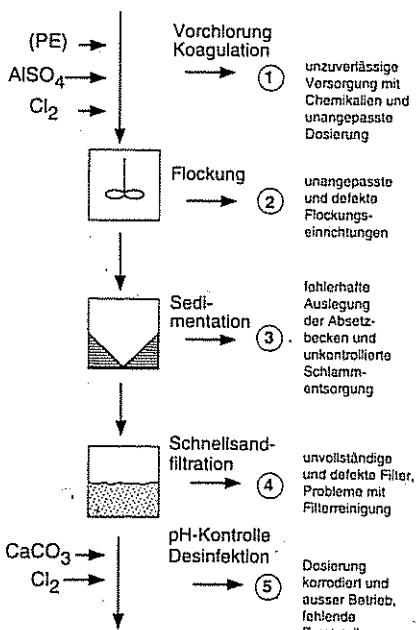 (PE)
AlSO4
Cl2
Vorchlorung
Koagulation
1
unzuverlässige
Versorgung mit
Chemikalien und
unangepasste
Dosierung
Flockung
2
unangepasste
und defekte
Flockungs-
einrichtungen
Sedi-
mentation
3
fehlerhafte
Auslegung
der Absetz-
becken und
unkontrollierte
Schlamm-
entsorgung
Schnellsand-
filtration
4
unvollständige
und defekte Filter,
Probleme mit
Filterreinigung
CaCO3
Cl2
pH-Kontrolle
Desinfektion
5
Dosierung
korrodiert und
ausser Betrieb,
fehlende